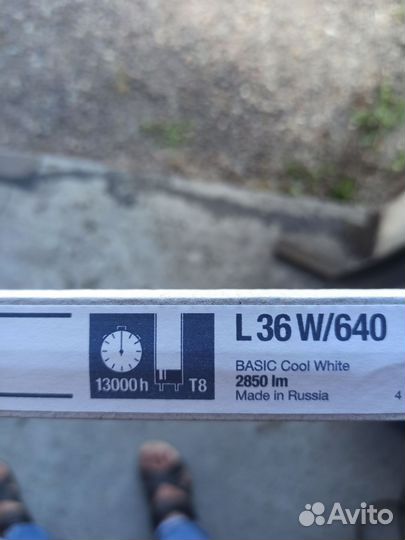 L 36 W/640
BASIC Cool White
2850 lm
Made in Russia
13000 h
T8
4
Avito